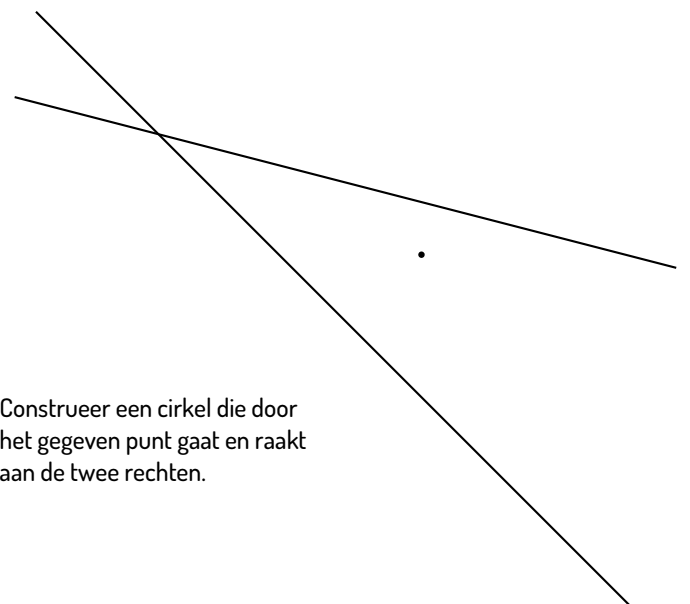 Construeer een cirkel die door
het gegeven punt gaat en raakt
aan de twee rechten.